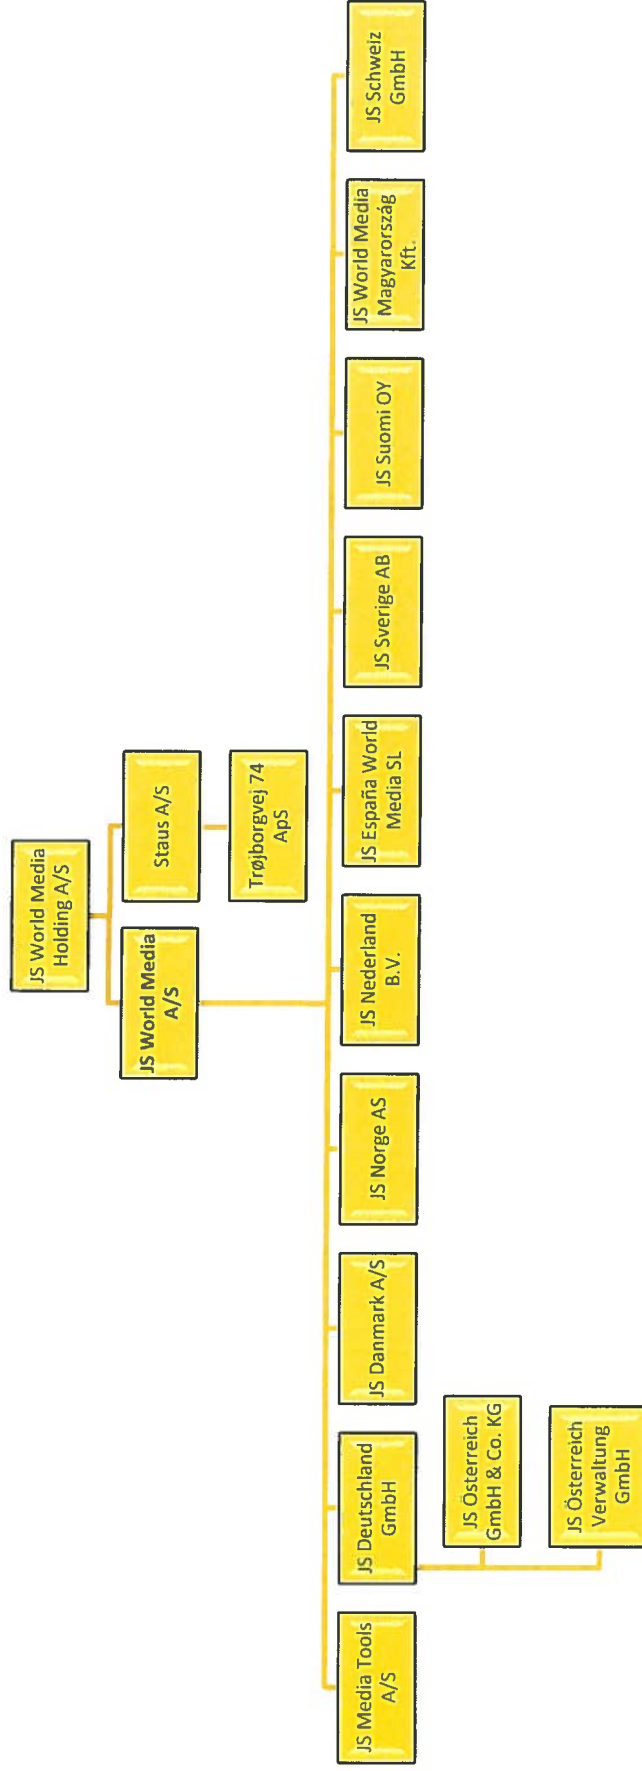 JS World Media
Holding A/S
JS World Media
A/S
Staus A/S
Trøjborgvej 74
ApS
JS Media Tools
A/S
JS Deutschland
GmbH
JS Danmark A/S
JS Norge AS
JS Nederland
B.V.
JS España World
Media SL
JS Sverige AB
JS Suomi OY
JS World Media
Magyarország
Kft.
JS Schweiz
GmbH
JS Österreich
GmbH & Co. KG
JS Österreich
Verwaltung
GmbH